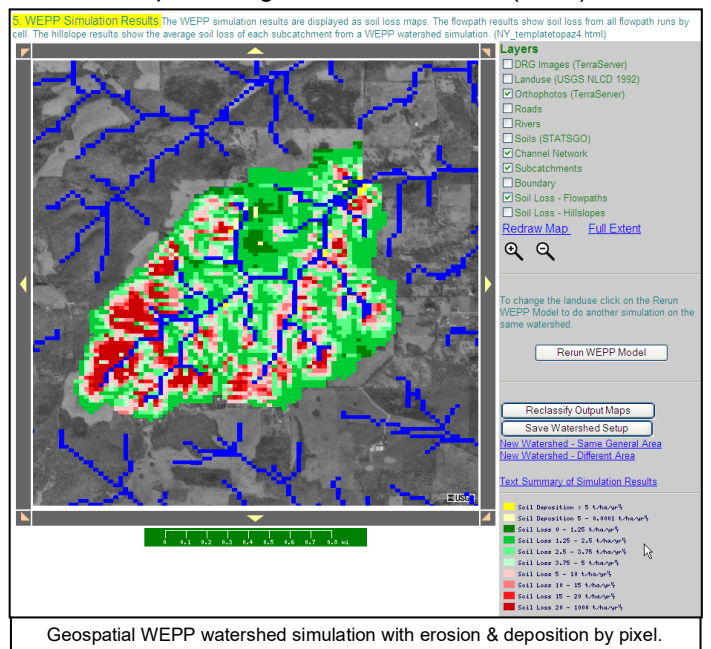 5. WEPP Simulation Results The WEPP simulation results are displayed as soil loss maps. The flowpath results show soil loss from all flowpath runs by
cell. The hillslope results show the average soil loss of each subcatchment from a WEPP watershed simulation. (NY_templatetopaz4.html)
Layers
DRG Images (TerraServer)
Landuse (USGS NLCD 1992)
Orthophotos (TerraServer)
Roads
Rivers
Soils (STATSGO)
Channel Network
Subcatchments
Boundary
Soil Loss - Flowpaths
Soil Loss - Hillslopes
Redraw Map Full Extent
To change the landuse click on the Rerun
WEPP Model to do another simulation on the
same watershed.
Rerun WEPP Model
Reclassify Output Maps
Save Watershed Setup
New Watershed - Same General Area
New Watershed - Different Area
Text Summary of Simulation Results
USGS
0 0.1 0.2 0.3 0.4 0.5 0.6 0.7 0.8 mi
Soil Deposition > 5 t/ha/yr
Soil Deposition 5 - 0.0001 t/ha/yr
Soil Loss 0 - 1.25 t/ha/yr
Soil Loss 1.25 - 2.5 t/ha/yr
Soil Loss 2.5 - 3.75 t/ha/yr
Soil Loss 3.75 - 5 t/ha/yr
Soil Loss 5 - 10 t/ha/yr
Soil Loss 10 - 15 t/ha/yr
Soil Loss 15 - 20 t/ha/yr
Soil Loss 20 - 1000 t/ha/yr
Geospatial WEPP watershed simulation with erosion & deposition by pixel.